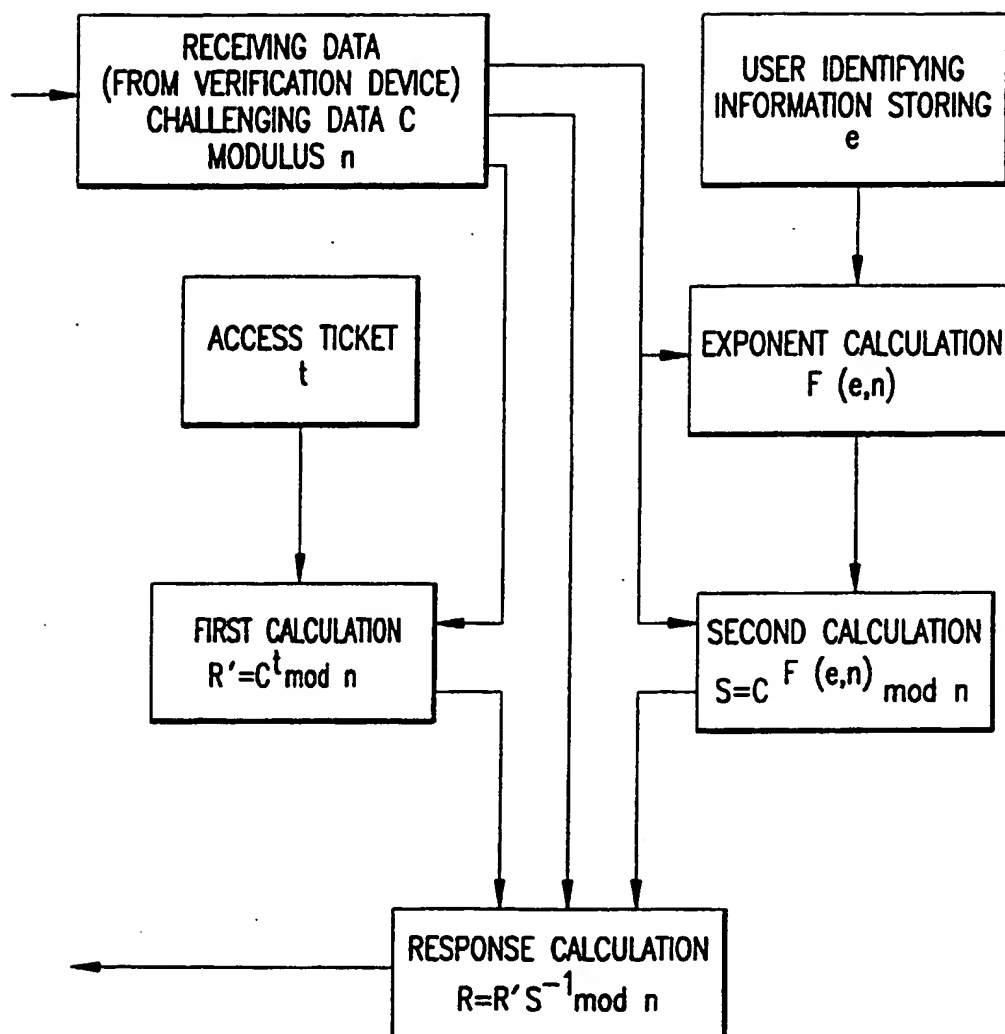 RECEIVING DATA
(FROM VERIFICATION DEVICE)
CHALLENGING DATA C
MODULUS n
USER IDENTIFYING
INFORMATION STORING
e
ACCESS TICKET
t
EXPONENT CALCULATION
F (e,n)
FIRST CALCULATION
R'=C^t mod n
SECOND CALCULATION
S=C^F (e,n) mod n
RESPONSE CALCULATION
R=R'S^-1 mod n